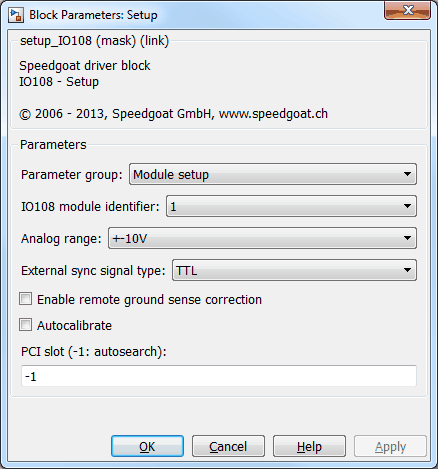 Block Parameters: Setup
setup_IO108 (mask) (link)
Speedgoat driver block
IO108 - Setup
© 2006 - 2013, Speedgoat GmbH, www.speedgoat.ch
Parameters
Parameter group: Module setup
IO108 module identifier: 1
Analog range: +-10V
External sync signal type: TTL
Enable remote ground sense correction
Autocalibrate
PCI slot (-1: autosearch):
-1
OK Cancel Help Apply